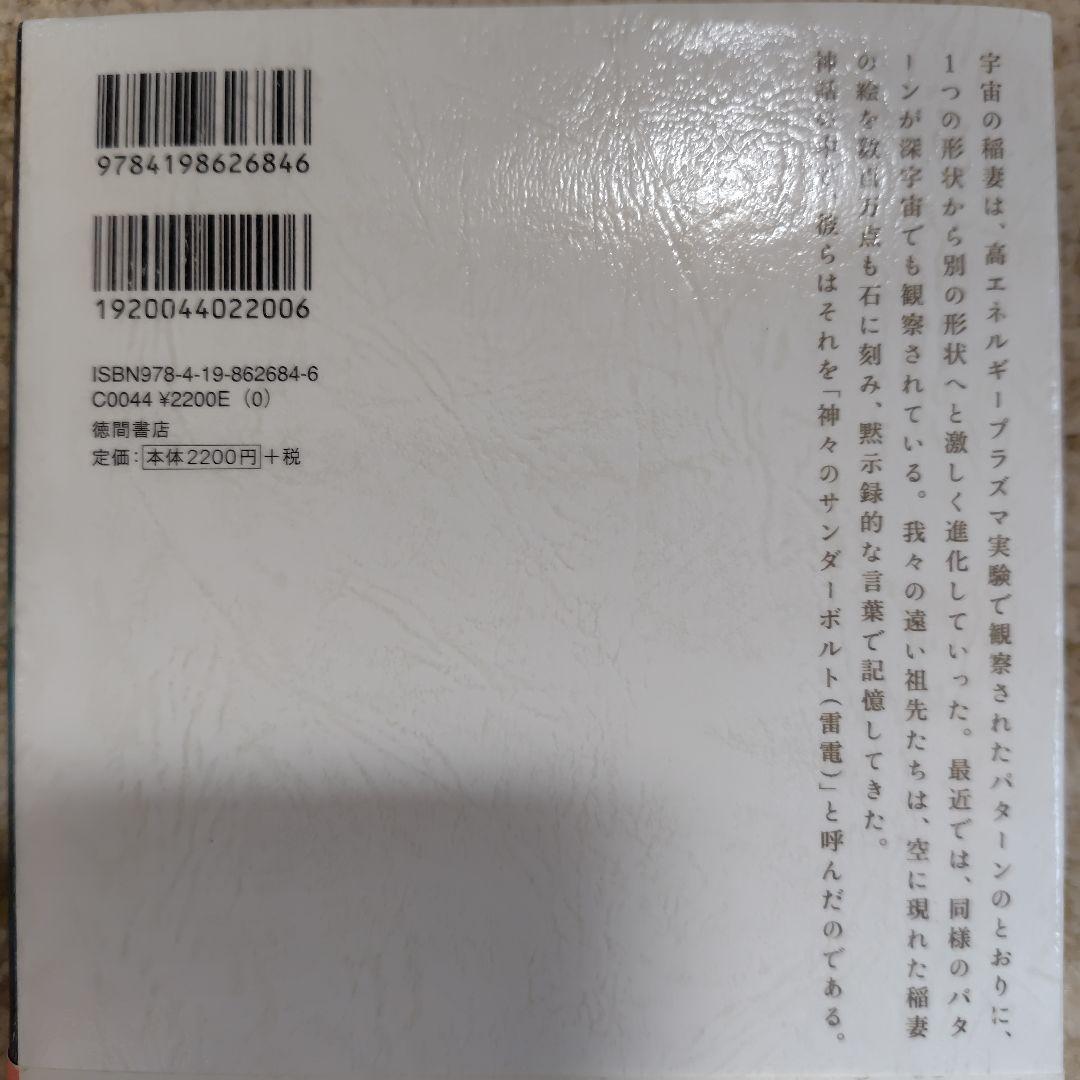 宇宙の稲妻は、高エネルギープラズマ実験で観察されたパターンのとおりに、
1つの形状から別の形状へと激しく進化していった。最近では、同様のパタ
ーンが深宇宙でも観察されている。我々の遠い祖先たちは、空に現れた稲妻
の絵を数百万点も石に刻み、黙示録的な言葉で記憶してきた。
神話の中で、彼らはそれを「神々のサンダーボルト(雷電)」と呼んだのである。
9784198626846
1920044022006
ISBN978-4-19-862684-6
C0044 ¥2200E (0)
徳間書店
定価:本体2200円+税